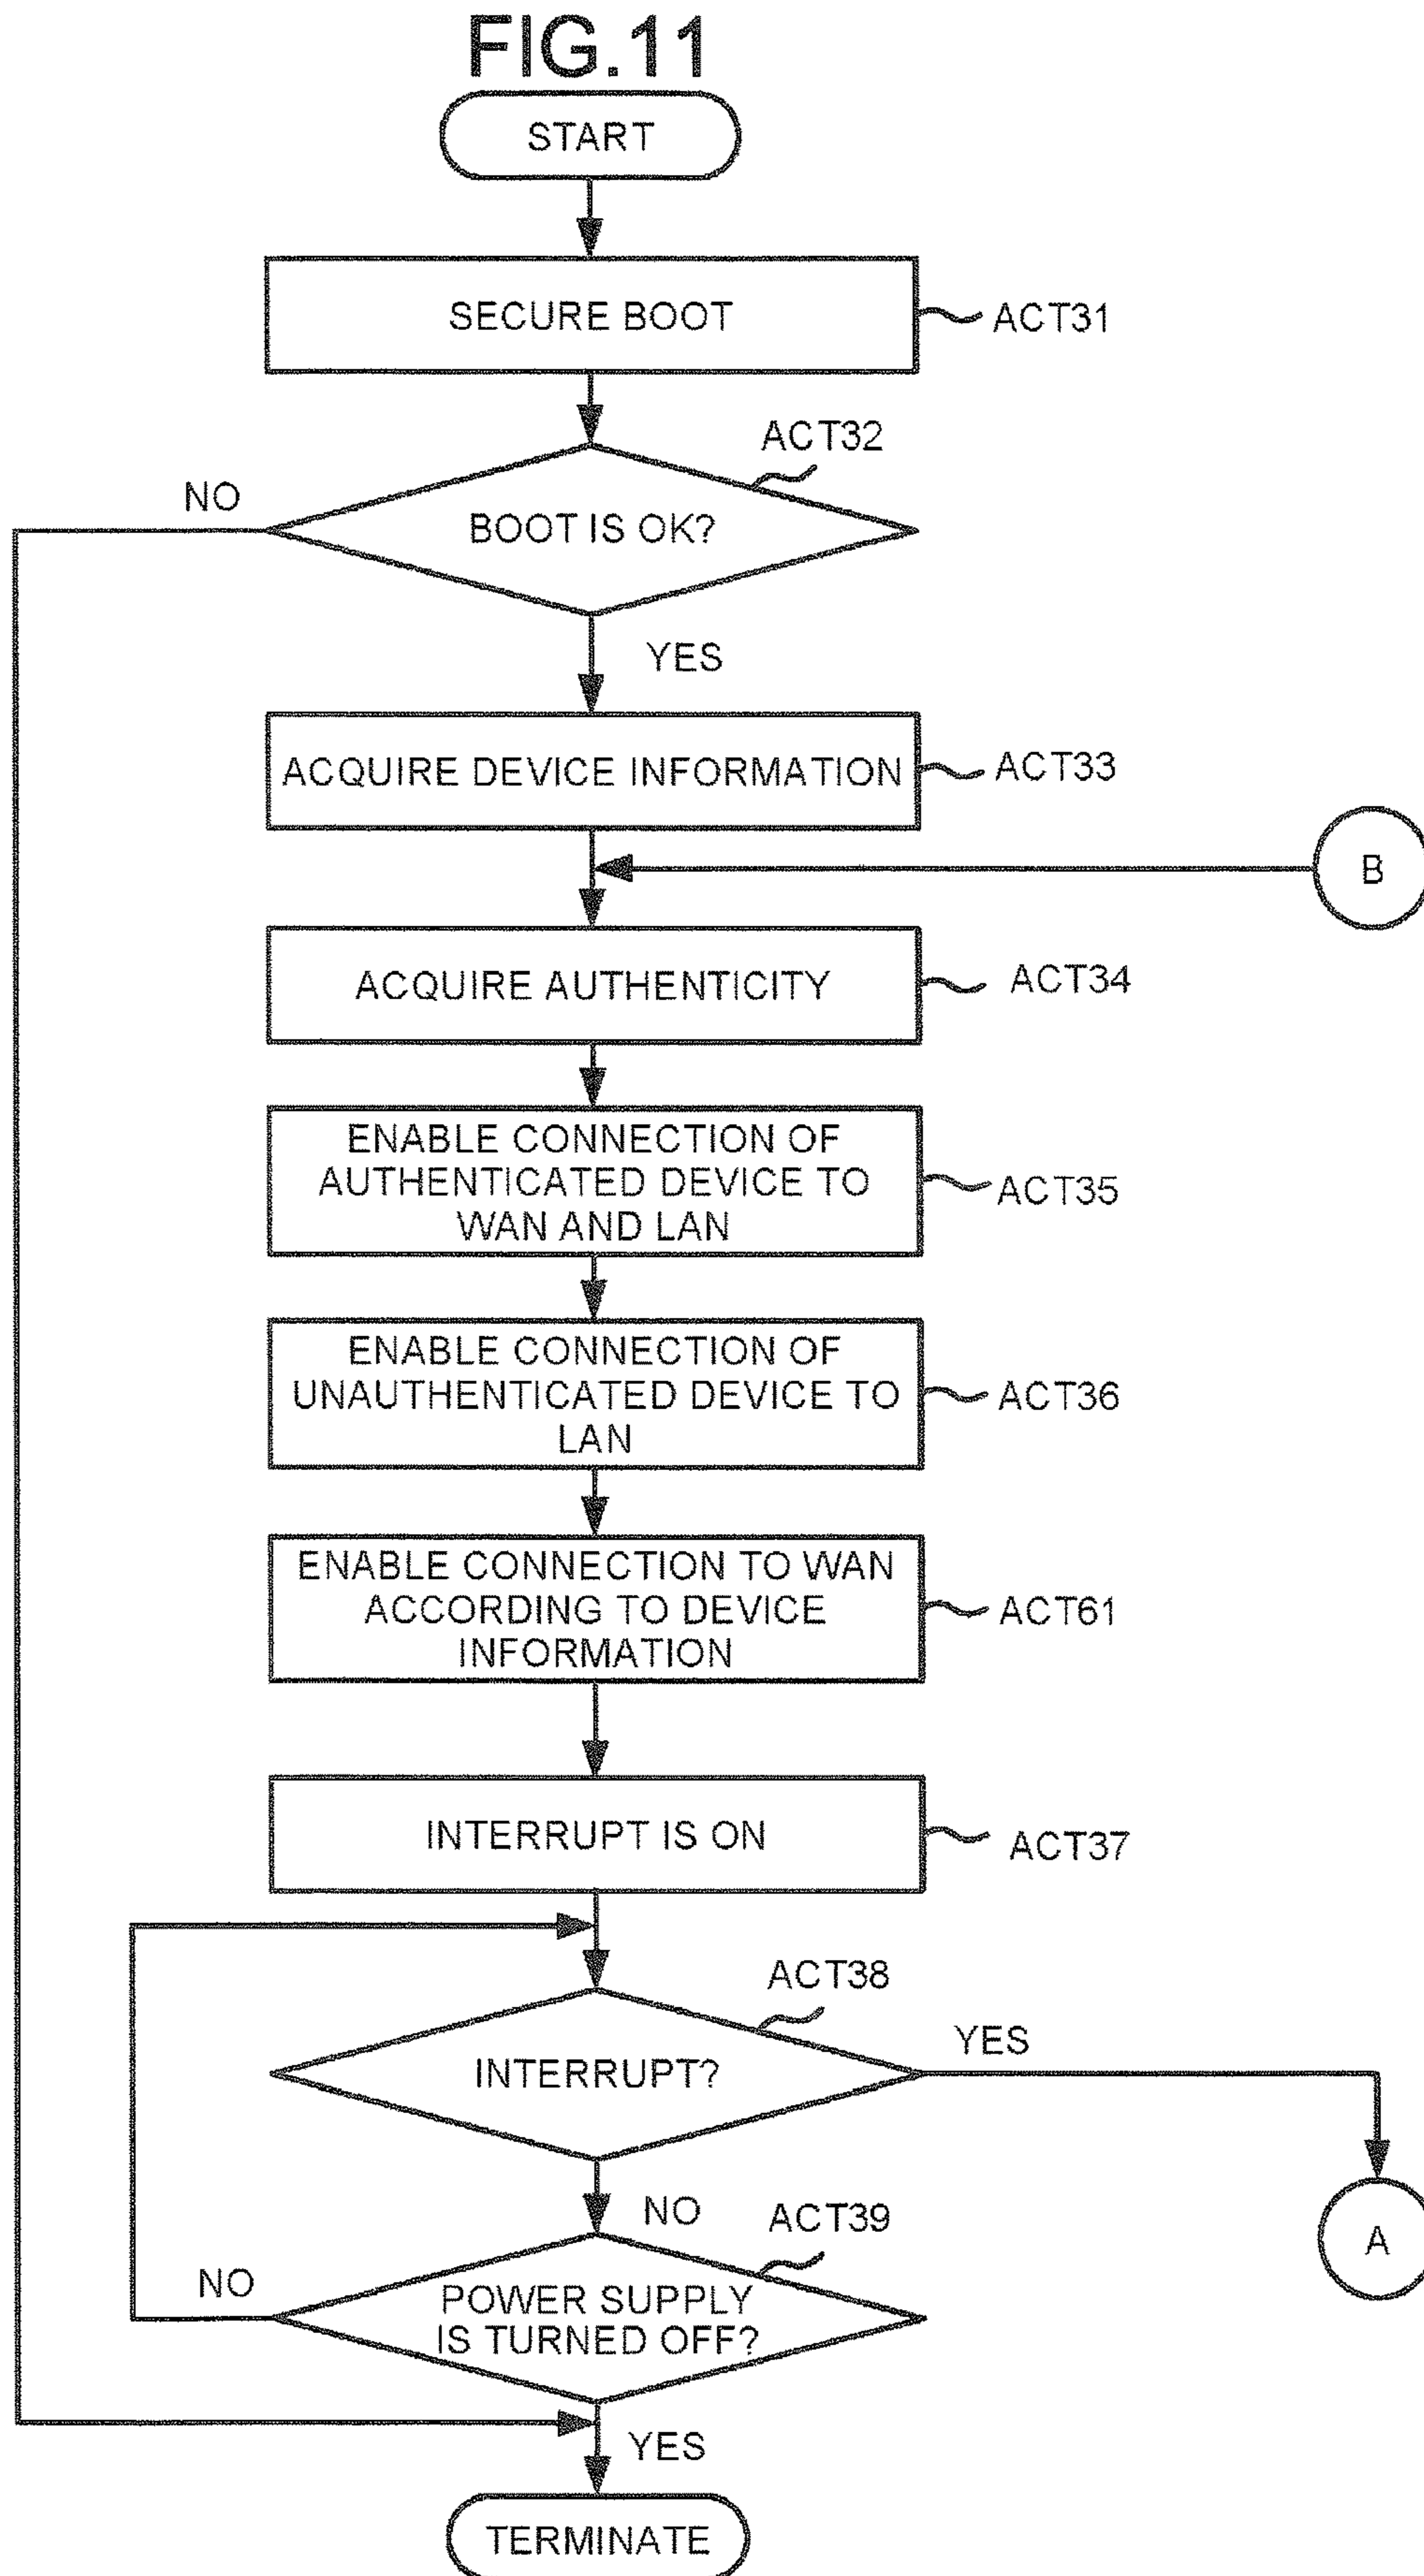 FIG.11
START
SECURE BOOT
ACT31
ACT32
NO
BOOT IS OK?
YES
ACQUIRE DEVICE INFORMATION
ACT33
B
ACQUIRE AUTHENTICITY
ACT34
ENABLE CONNECTION OF
AUTHENTICATED DEVICE TO
WAN AND LAN
ACT35
ENABLE CONNECTION OF
UNAUTHENTICATED DEVICE TO
LAN
ACT36
ENABLE CONNECTION TO WAN
ACCORDING TO DEVICE
INFORMATION
ACT61
INTERRUPT IS ON
ACT37
ACT38
YES
INTERRUPT?
NO
ACT39
A
NO
POWER SUPPLY
IS TURNED OFF?
YES
TERMINATE